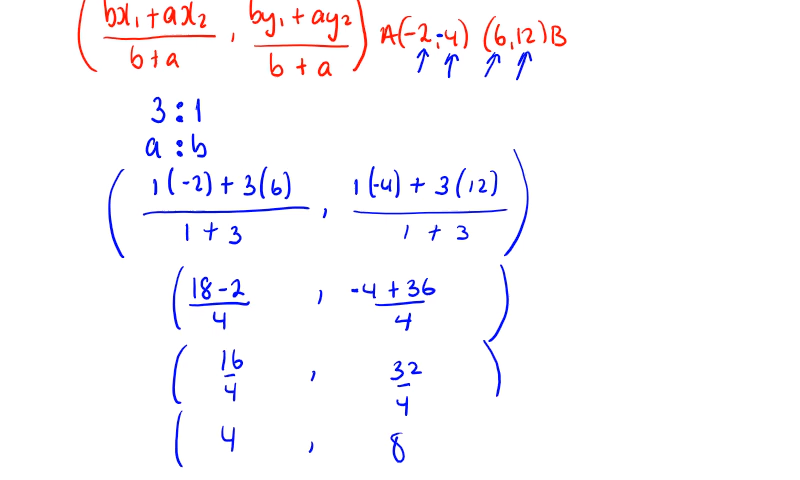 ( bx₁ + ax₂ / b + a , by₁ + ay₂ / b + a ) A(-2,-4) (6,12)B
3:1
a:b
( 1(-2) + 3(6) / 1 + 3 , 1(-4) + 3(12) / 1 + 3 )
( 18-2 / 4 , -4+36 / 4 )
( 16 / 4 , 32 / 4 )
( 4 , 8